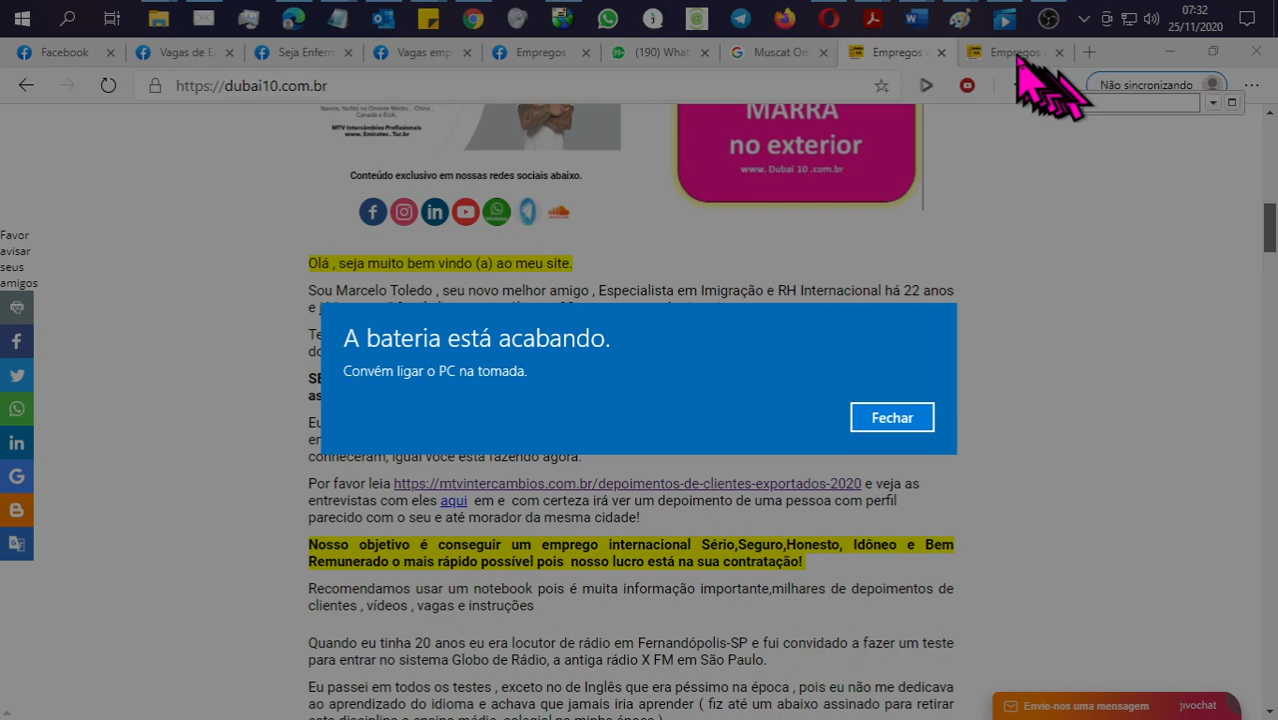 07:32
25/11/2020
Facebook
Vagas de E
Seja Enferm
Vagas emp
Empregos
(190) What
Muscat Om
Empregos
Empregos
https://dubai10.com.br
Não sincronizando
MTV Intercâmbios Profissionais
www. Emirates . Tur.br
MARRA
no exterior
www. Dubai 10 .com.br
Conteúdo exclusivo em nossas redes sociais abaixo.
Favor
avisar
seus
amigos
Olá , seja muito bem vindo (a) ao meu site.
Sou Marcelo Toledo , seu novo melhor amigo , Especialista em Imigração e RH Internacional há 22 anos
A bateria está acabando.
Convém ligar o PC na tomada.
Fechar
conheceram, igual você está fazendo agora.
Por favor leia https://mtvintercambios.com.br/depoimentos-de-clientes-exportados-2020 e veja as
entrevistas com eles aqui em e com certeza irá ver um depoimento de uma pessoa com perfil
parecido com o seu e até morador da mesma cidade!
Nosso objetivo é conseguir um emprego internacional Sério,Seguro,Honesto, Idôneo e Bem
Remunerado o mais rápido possível pois nosso lucro está na sua contratação!
Recomendamos usar um notebook pois é muita informação importante,milhares de depoimentos de
clientes , vídeos , vagas e instruções
Quando eu tinha 20 anos eu era locutor de rádio em Fernandópolis-SP e fui convidado a fazer um teste
para entrar no sistema Globo de Rádio, a antiga rádio X FM em São Paulo.
Eu passei em todos os testes , exceto no de Inglês que era péssimo na época , pois eu não me dedicava
ao aprendizado do idioma e achava que jamais iria aprender ( fiz até um abaixo assinado para retirar
Envie-nos uma mensagem
jivochat